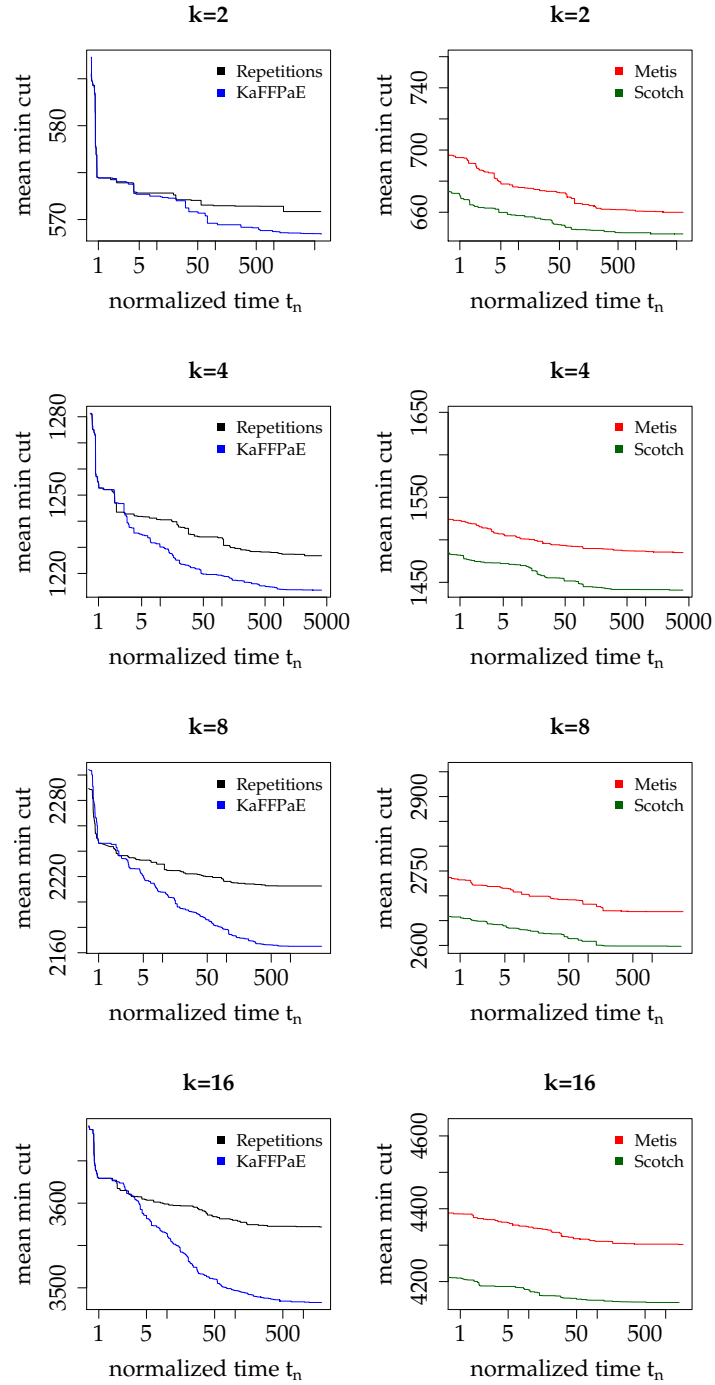 k=2
mean min cut
580
570
Repetitions
KaFFPaE
1 5 50 500
normalized time tn
k=2
mean min cut
740
700
660
Metis
Scotch
1 5 50 500
normalized time tn
k=4
mean min cut
1280
1250
1220
Repetitions
KaFFPaE
1 5 50 500 5000
normalized time tn
k=4
mean min cut
1650
1550
1450
Metis
Scotch
1 5 50 500 5000
normalized time tn
k=8
mean min cut
2280
2220
2160
Repetitions
KaFFPaE
1 5 50 500
normalized time tn
k=8
mean min cut
2900
2750
2600
Metis
Scotch
1 5 50 500
normalized time tn
k=16
mean min cut
3600
3500
Repetitions
KaFFPaE
1 5 50 500
normalized time tn
k=16
mean min cut
4600
4400
4200
Metis
Scotch
1 5 50 500
normalized time tn